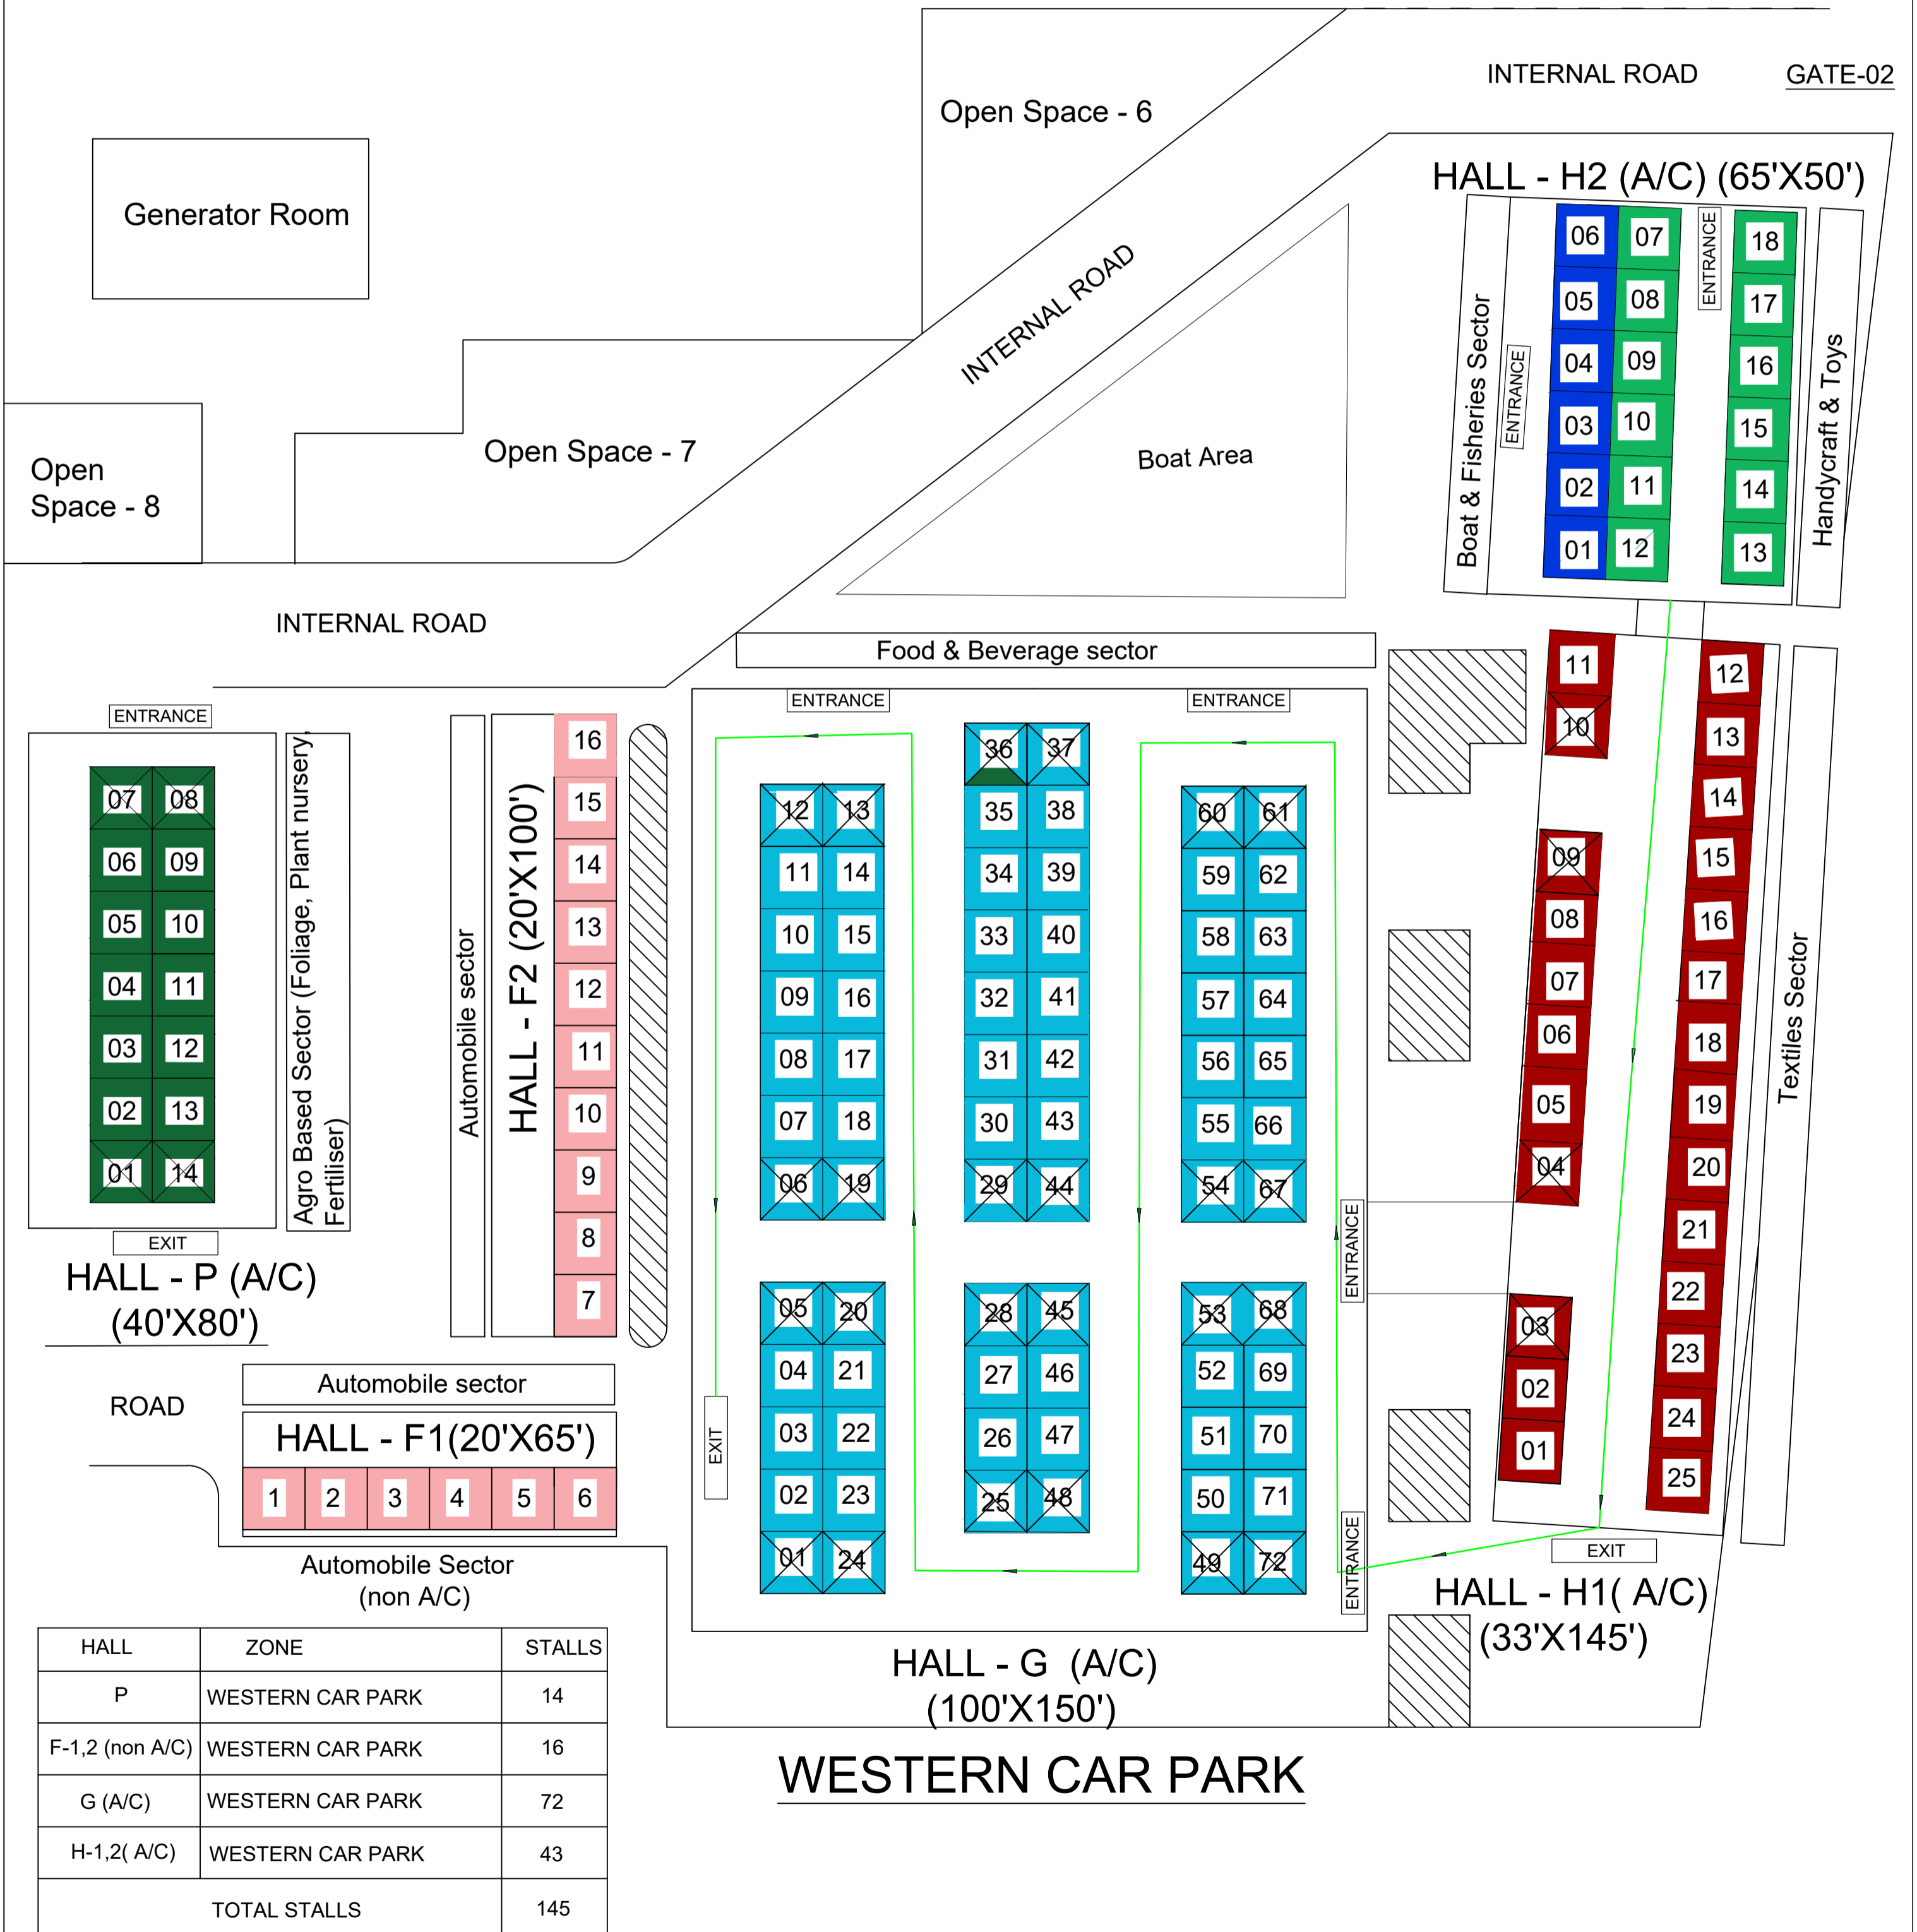 INTERNAL ROAD
GATE-02
Open Space - 6
Generator Room
INTERNAL ROAD
Open Space - 7
Open
Space - 8
Boat Area
INTERNAL ROAD
HALL - H2 (A/C) (65'X50')
Boat & Fisheries Sector
ENTRANCE
ENTRANCE
Handycraft & Toys
06 07 18
05 08 17
04 09 16
03 10 15
02 11 14
01 12 13
Food & Beverage sector
ENTRANCE
07 08
06 09
05 10
04 11
03 12
02 13
01 14
EXIT
HALL - P (A/C)
(40'X80')
Agro Based Sector (Foliage, Plant nursery,
Fertiliser)
Automobile sector
HALL - F2 (20'X100')
16
15
14
13
12
11
10
9
8
7
ROAD
Automobile sector
HALL - F1(20'X65')
1 2 3 4 5 6
Automobile Sector
(non A/C)
ENTRANCE
ENTRANCE
12 13
11 14
10 15
09 16
08 17
07 18
06 19
05 20
04 21
03 22
02 23
01 24
36 37
35 38
34 39
33 40
32 41
31 42
30 43
29 44
28 45
27 46
26 47
25 48
60 61
59 62
58 63
57 64
56 65
55 66
54 67
53 68
52 69
51 70
50 71
49 72
EXIT
ENTRANCE
ENTRANCE
HALL - G (A/C)
(100'X150')
11
10
09
08
07
06
05
04
03
02
01
12
13
14
15
16
17
18
19
20
21
22
23
24
25
Textiles Sector
EXIT
HALL - H1( A/C)
(33'X145')
WESTERN CAR PARK
HALL ZONE STALLS
P WESTERN CAR PARK 14
F-1,2 (non A/C) WESTERN CAR PARK 16
G (A/C) WESTERN CAR PARK 72
H-1,2( A/C) WESTERN CAR PARK 43
TOTAL STALLS 145